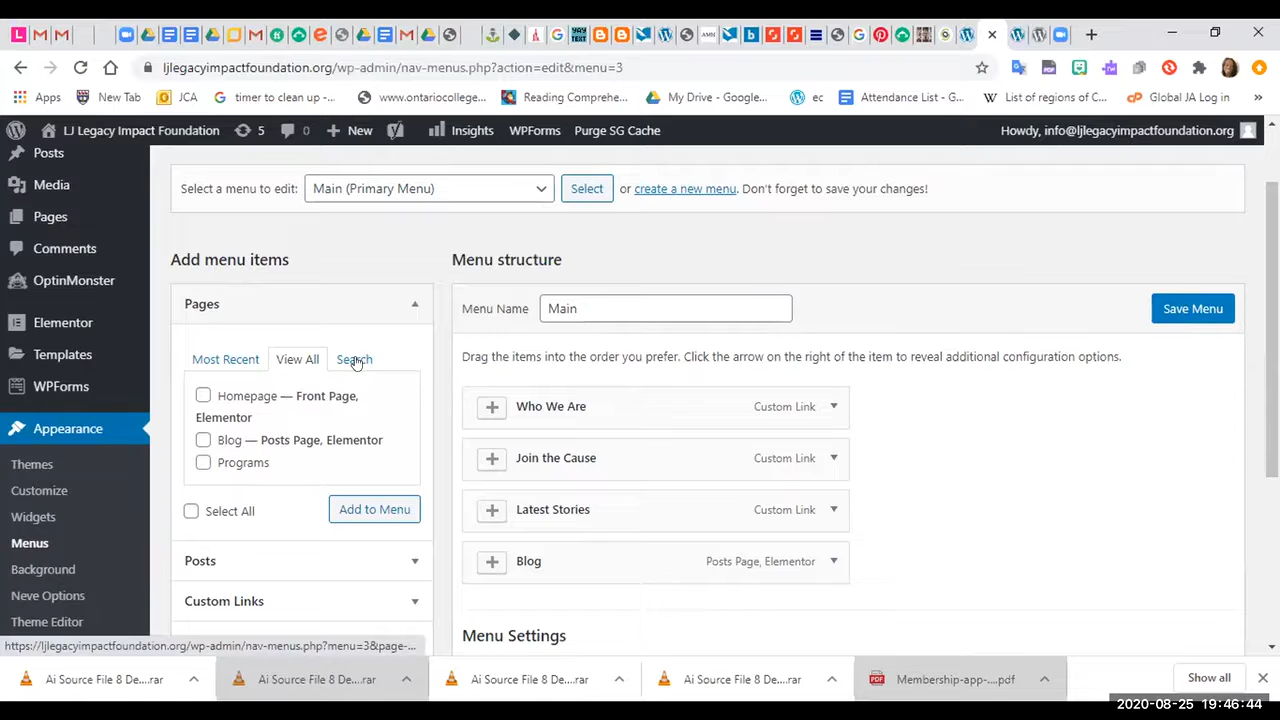 ljlegacyimpactfoundation.org/wp-admin/nav-menus.php?action=edit&menu=3
Apps
New Tab
JCA
timer to clean up -...
www.ontariocollege...
Reading Comprehe...
My Drive - Google...
ec
Attendance List - G...
List of regions of C...
Global JA Log in
»
LJ Legacy Impact Foundation
5
0
New
Insights
WPForms
Purge SG Cache
Howdy, info@ljlegacyimpactfoundation.org
Posts
Media
Pages
Comments
OptinMonster
Elementor
Templates
WPForms
Appearance
Themes
Customize
Widgets
Menus
Background
Neve Options
Theme Editor
Select a menu to edit: Main (Primary Menu) Select or create a new menu. Don't forget to save your changes!
Add menu items
Pages
Most Recent View All Search
Homepage — Front Page,
Elementor
Blog — Posts Page, Elementor
Programs
Select All Add to Menu
Posts
Custom Links
Menu structure
Menu Name Main Save Menu
Drag the items into the order you prefer. Click the arrow on the right of the item to reveal additional configuration options.
Who We Are Custom Link
Join the Cause Custom Link
Latest Stories Custom Link
Blog Posts Page, Elementor
Menu Settings
https://ljlegacyimpactfoundation.org/wp-admin/nav-menus.php?menu=3&page-...
Ai Source File 8 De....rar
Ai Source File 8 De....rar
Ai Source File 8 De....rar
Ai Source File 8 De....rar
Membership-app-....pdf
Show all
2020-08-25 19:46:44